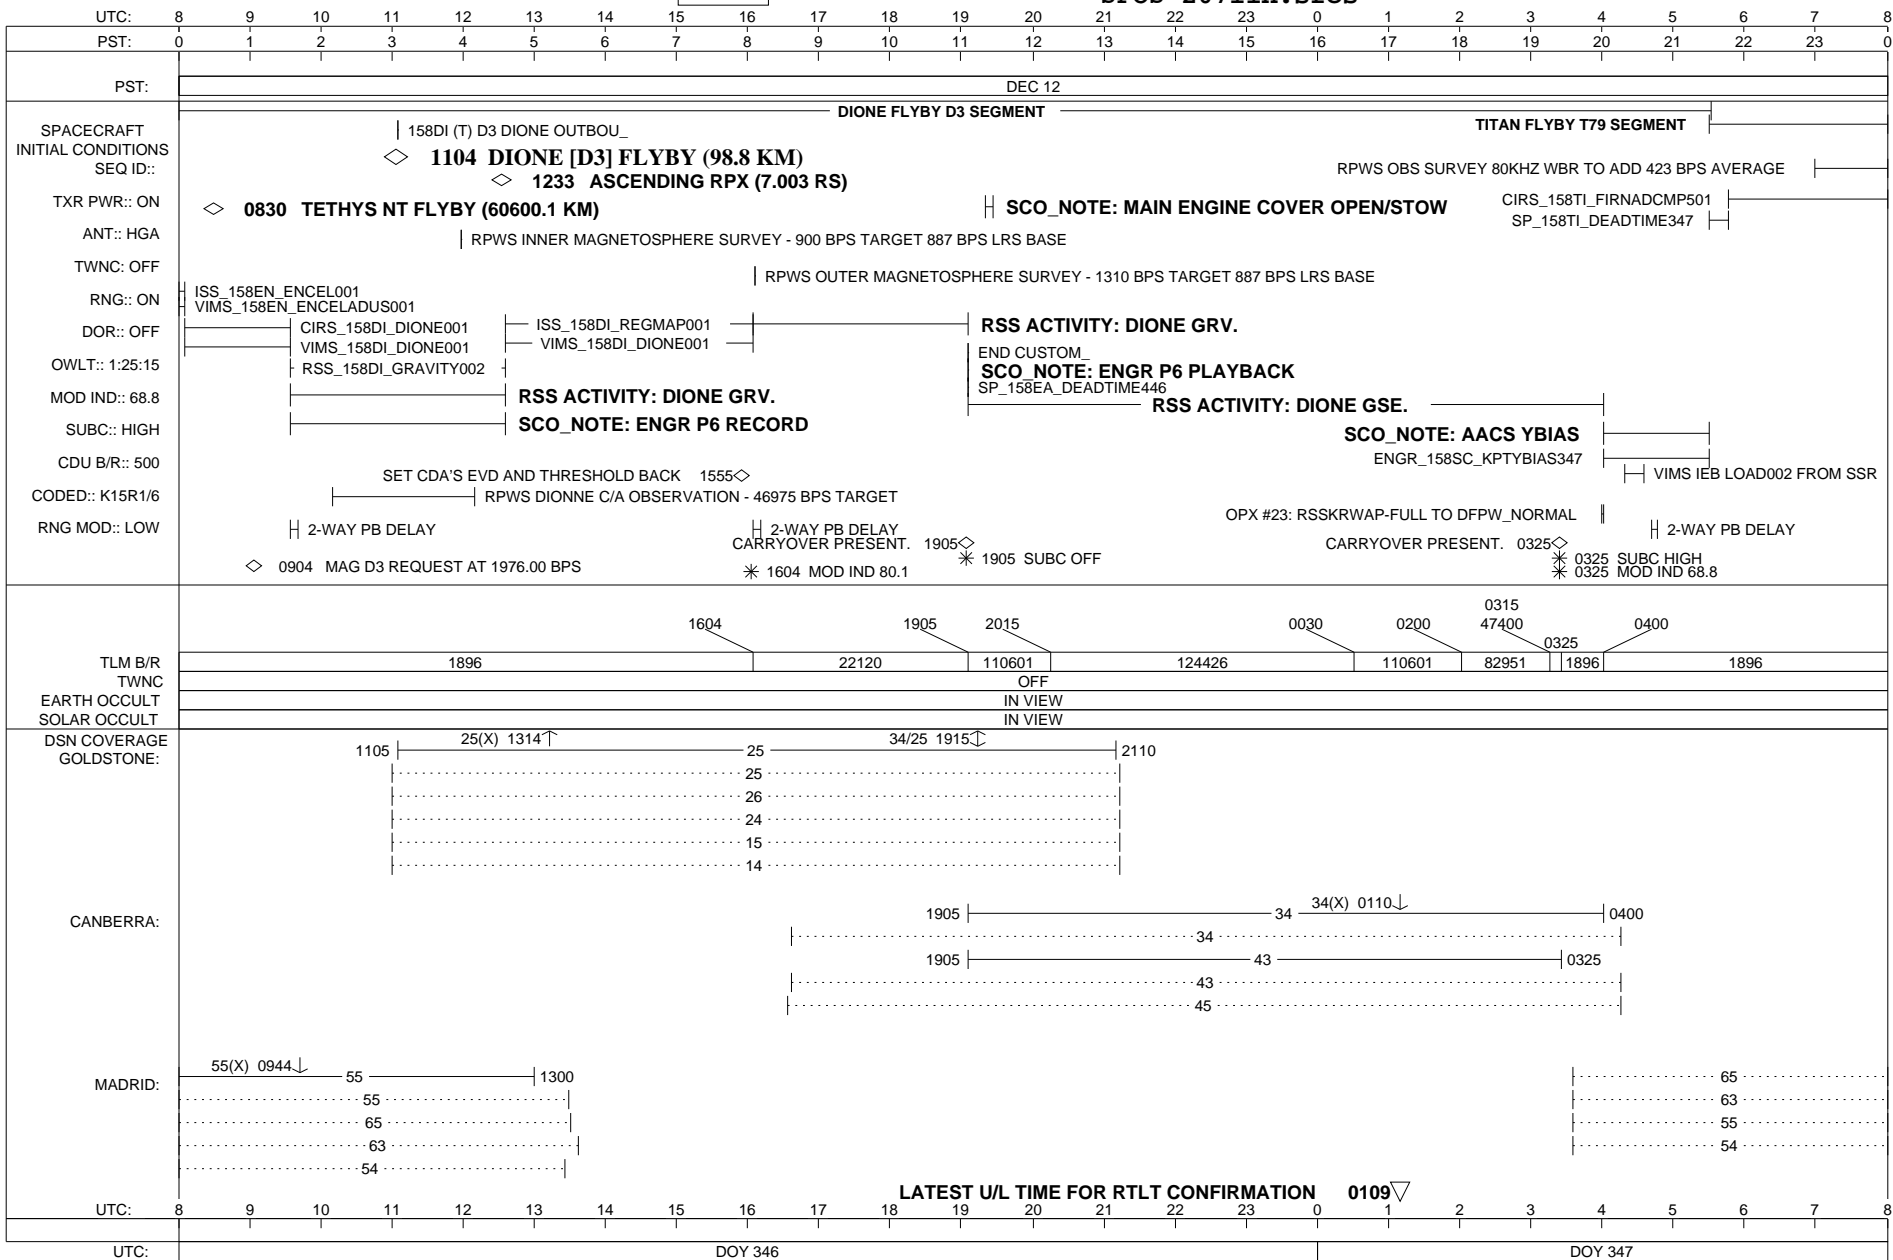 UTC: 8 9 10 11 12 13 14 15 16 17 18 19 20 21 22 23 0 1 2 3 4 5 6 7 8
PST: 0 1 2 3 4 5 6 7 8 9 10 11 12 13 14 15 16 17 18 19 20 21 22 23 0
PST: DEC 12
DIONE FLYBY D3 SEGMENT
TITAN FLYBY T79 SEGMENT
SPACECRAFT
INITIAL CONDITIONS
SEQ ID::
158DI (T) D3 DIONE OUTBOU_
1104 DIONE [D3] FLYBY (98.8 KM)
RPWS OBS SURVEY 80KHZ WBR TO ADD 423 BPS AVERAGE
1233 ASCENDING RPX (7.003 RS)
TXR PWR:: ON
0830 TETHYS NT FLYBY (60600.1 KM)
SCO_NOTE: MAIN ENGINE COVER OPEN/STOW
CIRS_158TI_FIRNADCMP501
SP_158TI_DEADTIME347
ANT:: HGA
RPWS INNER MAGNETOSPHERE SURVEY - 900 BPS TARGET 887 BPS LRS BASE
TWNC: OFF
RPWS OUTER MAGNETOSPHERE SURVEY - 1310 BPS TARGET 887 BPS LRS BASE
RNG:: ON
ISS_158EN_ENCEL001
VIMS_158EN_ENCELADUS001
DOR:: OFF
CIRS_158DI_DIONE001
ISS_158DI_REGMAP001
RSS ACTIVITY: DIONE GRV.
VIMS_158DI_DIONE001
VIMS_158DI_DIONE001
END CUSTOM_
OWLT:: 1:25:15
RSS_158DI_GRAVITY002
SCO_NOTE: ENGR P6 PLAYBACK
SP_158EA_DEADTIME446
MOD IND:: 68.8
RSS ACTIVITY: DIONE GRV.
RSS ACTIVITY: DIONE GSE.
SUBC:: HIGH
SCO_NOTE: ENGR P6 RECORD
SCO_NOTE: AACS YBIAS
ENGR_158SC_KPTYBIAS347
CDU B/R:: 500
SET CDA'S EVD AND THRESHOLD BACK 1555
VIMS IEB LOAD002 FROM SSR
CODED:: K15R1/6
RPWS DIONNE C/A OBSERVATION - 46975 BPS TARGET
OPX #23: RSSKRWAP-FULL TO DFPW_NORMAL
RNG MOD:: LOW
2-WAY PB DELAY
2-WAY PB DELAY
2-WAY PB DELAY
CARRYOVER PRESENT. 1905
CARRYOVER PRESENT. 0325
1905 SUBC OFF
0325 SUBC HIGH
0904 MAG D3 REQUEST AT 1976.00 BPS
1604 MOD IND 80.1
0325 MOD IND 68.8
0315
1604 1905 2015 0030 0200 47400 0400
0325
TLM B/R 1896 22120 110601 124426 110601 82951 1896 1896
TWNC OFF
EARTH OCCULT IN VIEW
SOLAR OCCULT IN VIEW
DSN COVERAGE
25(X) 1314
34/25 1915
GOLDSTONE:
1105 25 2110
25
26
24
15
14
34(X) 0110
CANBERRA:
1905 34 0400
34
1905 43 0325
43
45
55(X) 0944
MADRID:
55 1300
65
55
63
65
55
63
54
54
LATEST U/L TIME FOR RTLT CONFIRMATION 0109
UTC: 8 9 10 11 12 13 14 15 16 17 18 19 20 21 22 23 0 1 2 3 4 5 6 7 8
UTC: DOY 346 DOY 347